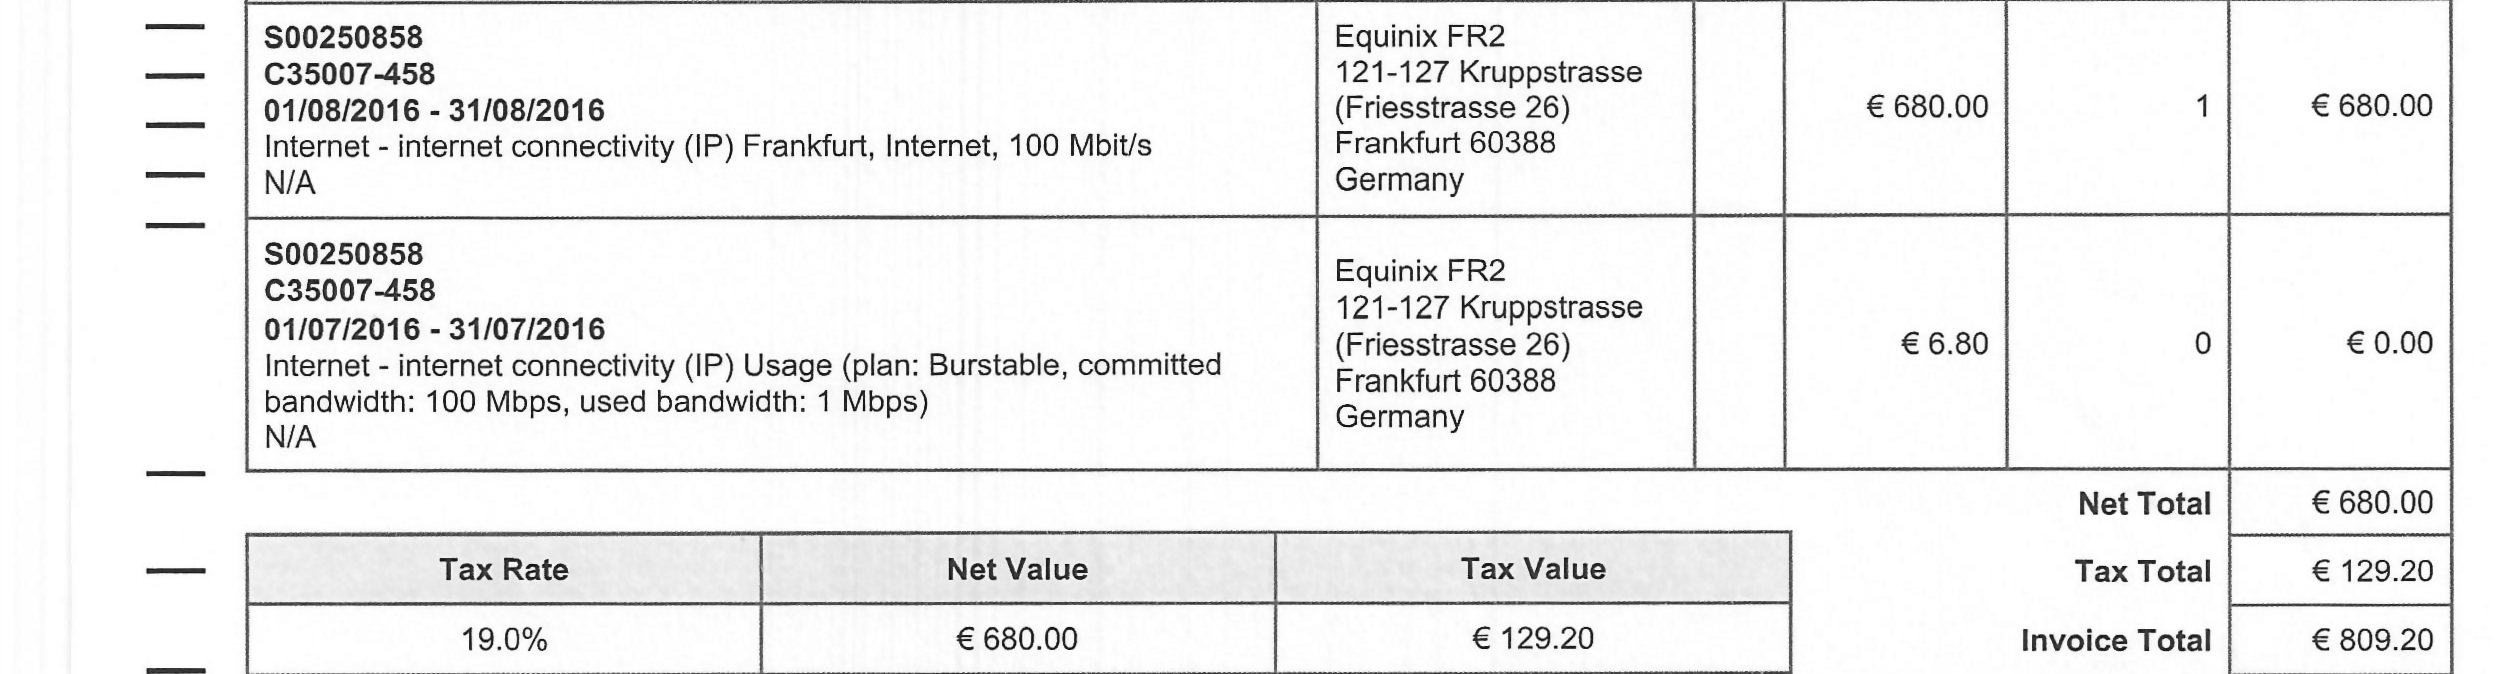 S00250858
C35007-458
01/08/2016 - 31/08/2016
Internet - internet connectivity (IP) Frankfurt, Internet, 100 Mbit/s
N/A
Equinix FR2
121-127 Kruppstrasse
(Friesstrasse 26)
Frankfurt 60388
Germany
€ 680.00
1
€ 680.00
S00250858
C35007-458
01/07/2016 - 31/07/2016
Internet - internet connectivity (IP) Usage (plan: Burstable, committed
bandwidth: 100 Mbps, used bandwidth: 1 Mbps)
N/A
Equinix FR2
121-127 Kruppstrasse
(Friesstrasse 26)
Frankfurt 60388
Germany
€ 6.80
0
€ 0.00
Net Total € 680.00
Tax Rate Net Value Tax Value
Tax Total € 129.20
19.0% € 680.00 € 129.20
Invoice Total € 809.20